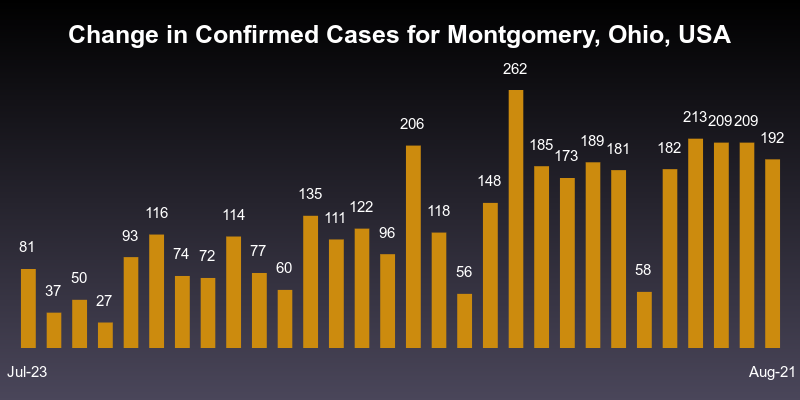 Change in Confirmed Cases for Montgomery, Ohio, USA
81 37 50 27 93 116 74 72 114 77 60 135 111 122 96 206 118 56 148 262 185 173 189 181 58 182 213 209 209 192
Jul-23 Aug-21